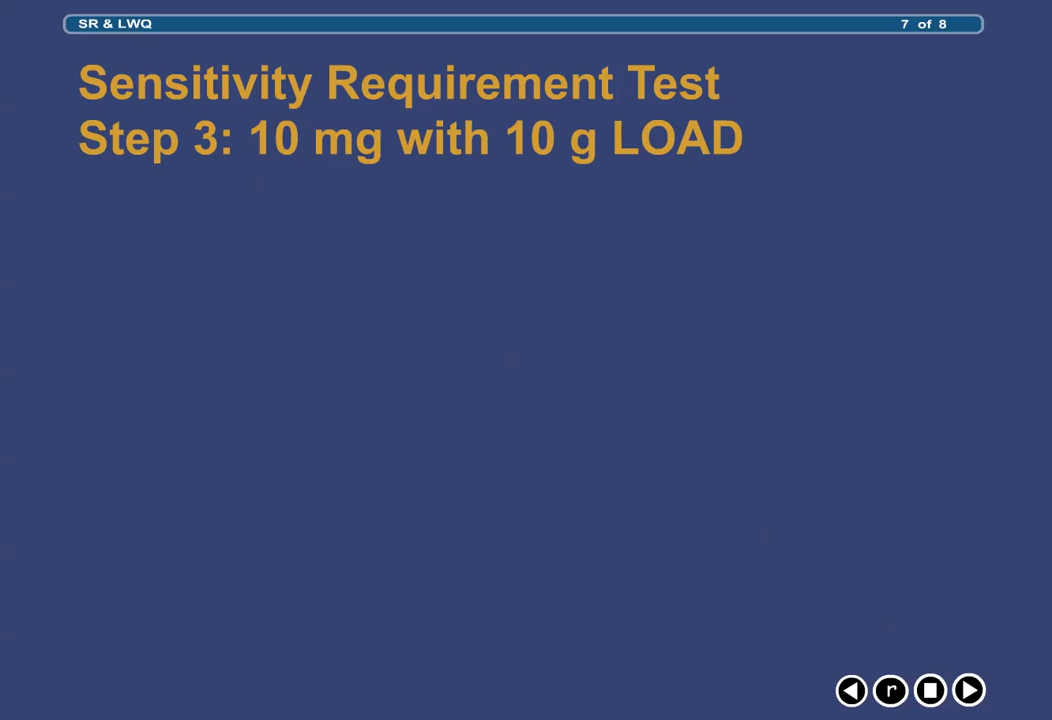 SR & LWQ 7 of 8
Sensitivity Requirement Test
Step 3: 10 mg with 10 g LOAD
r